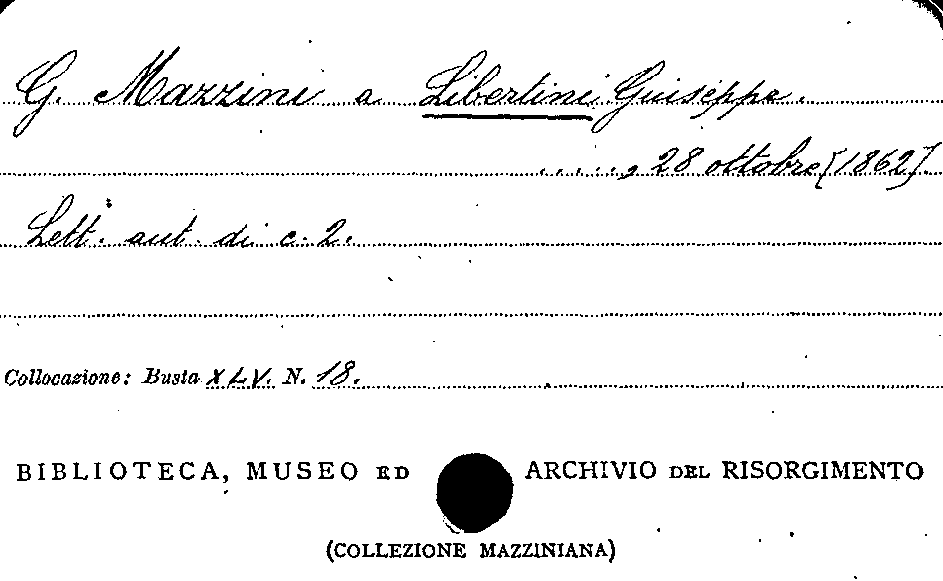 G. Mazzini a Libertini Giuseppe.
....., 28 ottobre [1862].
Lett. aut. di c. 2.
Collocazione: Busta XLV. N. 18.
BIBLIOTECA, MUSEO ED ARCHIVIO DEL RISORGIMENTO
(COLLEZIONE MAZZINIANA)